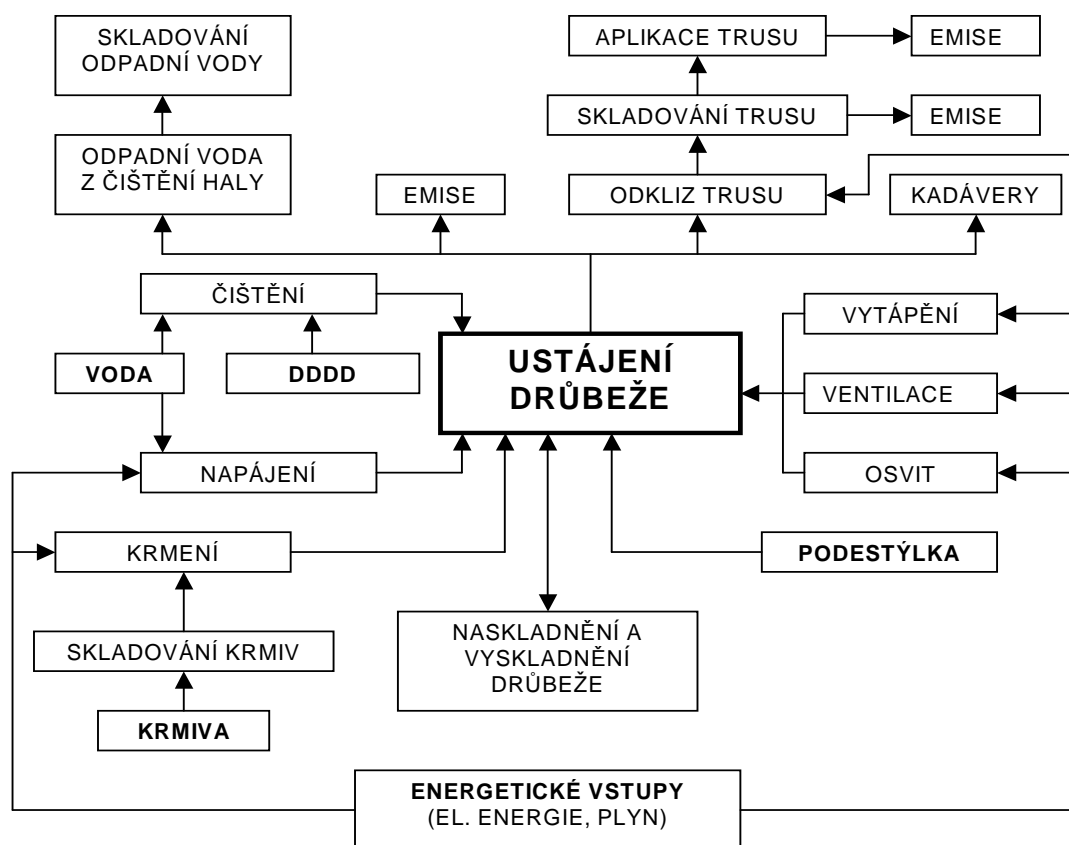 SKLADOVÁNÍ
ODPADNÍ VODY
APLIKACE TRUSU
EMISE
SKLADOVÁNÍ TRUSU
EMISE
ODPADNÍ VODA
Z ČIŠTĚNÍ HALY
EMISE
ODKLIZ TRUSU
KADÁVERY
ČIŠTĚNÍ
VYTÁPĚNÍ
VODA
DDDD
USTÁJENÍ
DRŮBEŽE
VENTILACE
NAPÁJENÍ
OSVIT
KRMENÍ
PODESTÝLKA
SKLADOVÁNÍ KRMIV
NASKLADNĚNÍ A
VYSKLADNĚNÍ
DRŮBEŽE
KRMIVA
ENERGETICKÉ VSTUPY
(EL. ENERGIE, PLYN)